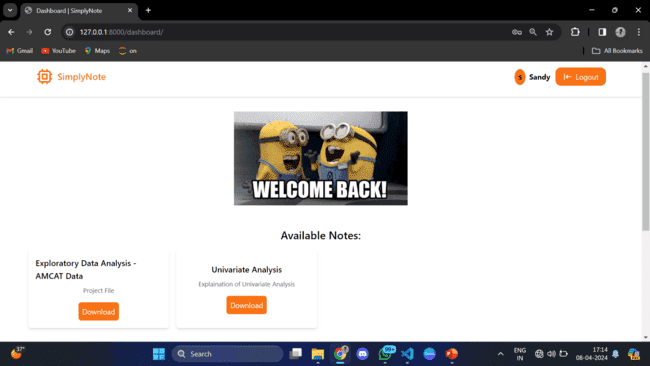 Dashboard | SimplyNote
127.0.0.1:8000/dashboard/
Gmail YouTube Maps on All Bookmarks
SimplyNote S Sandy Logout
WELCOME BACK!
Available Notes:
Exploratory Data Analysis -
AMCAT Data
Project File
Download
Univariate Analysis
Explaination of Univariate Analysis
Download
37°
Search
99+
ENG
IN
17:14
08-04-2024